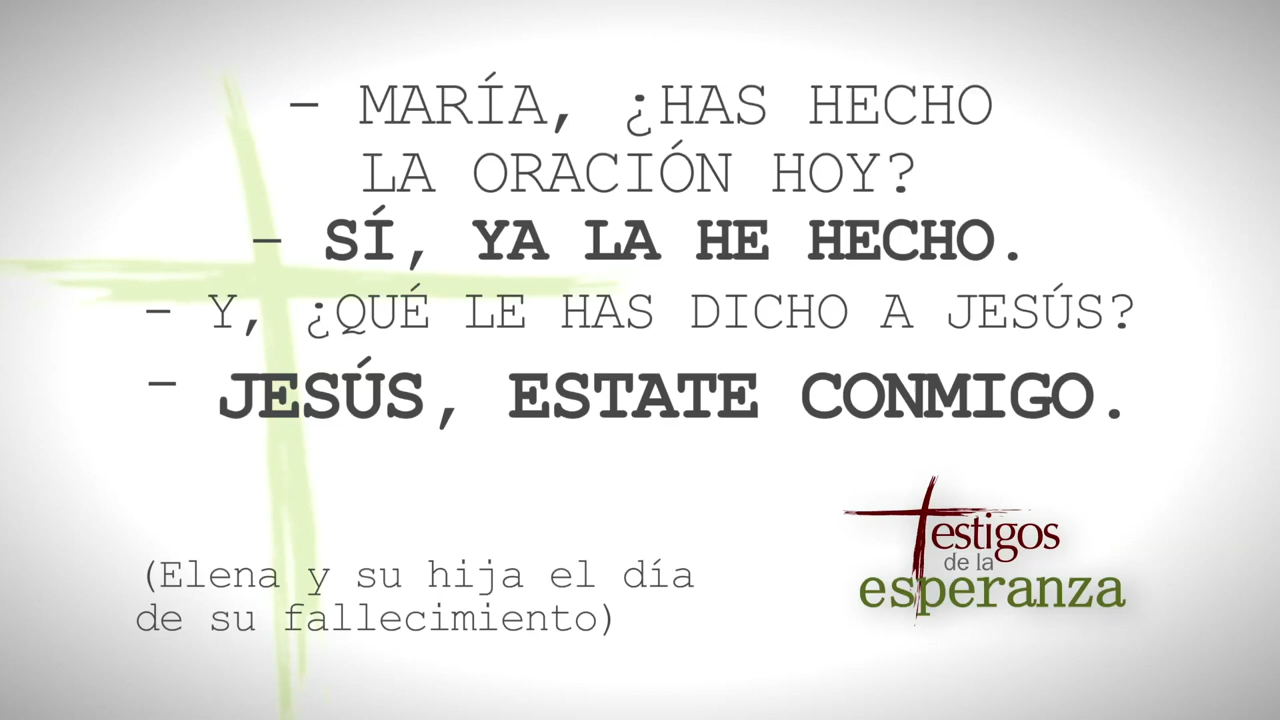 - MARÍA, ¿HAS HECHO
LA ORACIÓN HOY?
- SÍ, YA LA HE HECHO.
- Y, ¿QUÉ LE HAS DICHO A JESÚS?
- JESÚS, ESTATE CONMIGO.
(Elena y su hija el día
de su fallecimiento)
testigos
de la
esperanza